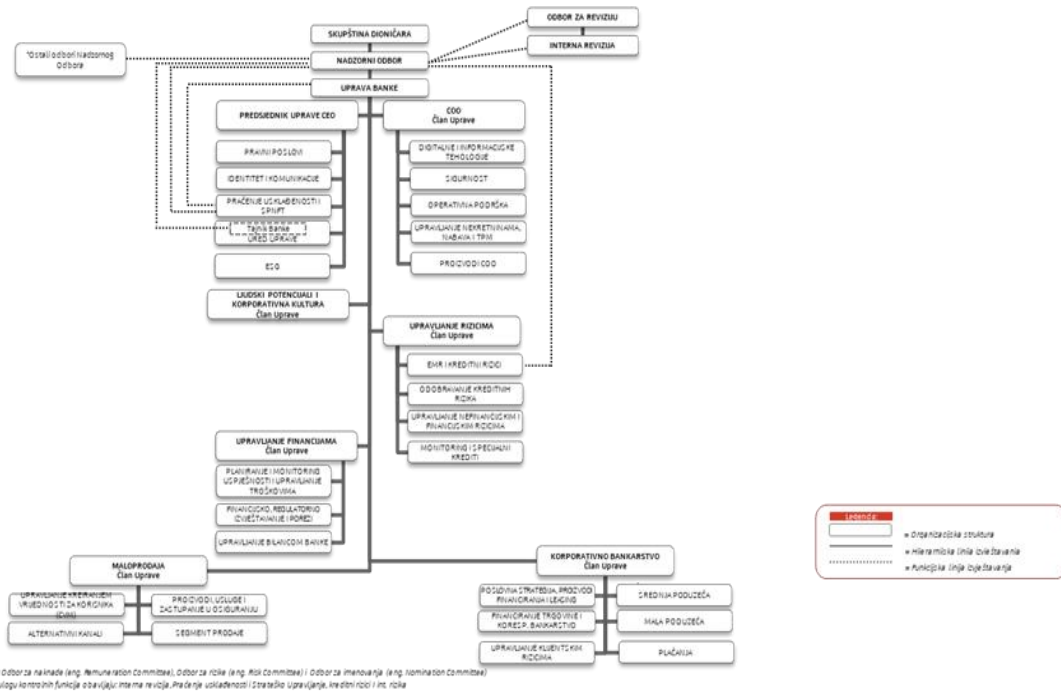 ODBOR ZA REVIZIJU
SKUPŠTINA DIONIČARA
INTERNA REVIZIJA
*Ostali odbori Nadzornog
Odbora
NADZORNI ODBOR
UPRAVA BANKE
PREDSJEDNIK UPRAVE CEO
PRAVNI POSLOVI
IDENTITET I KOMUNIKACIJE
PRAĆENJE USKLAĐENOSTI I
SPNFT
Tajnik Banke
URED UPRAVE
ESG
COO
Član Uprave
DIGITALNE I INFORMACIJSKE
TEHOLOGIJE
SIGURNOST
OPERATIVNA PODRŠKA
UPRAVLJANJE NEKRETNINAMA,
NABAVA I TPM
PROIZVODI COO
LJUDSKI POTENCIJALI I
KORPORATIVNA KULTURA
Član Uprave
UPRAVLJANJE RIZICIMA
Član Uprave
EMR I KREDITNI RIZICI
ODOBRAVANJE KREDITNIH
RIZIKA
UPRAVLJANJE NEFINANCIJSKIM I
FINANCIJSKIM RIZICIMA
MONITORING I SPECIJALNI
KREDITI
UPRAVLJANJE FINANCIJAMA
Član Uprave
PLANIRANJE I MONITORING
USPJEŠNOSTI I UPRAVLJANJE
TROŠKOVIMA
FINANCIJSKO, REGULATORNO
IZVJEŠTAVANJE I POREZI
UPRAVLJANJE BILANCOM BANKE
Legenda:
= Organizacijska struktura
= Hijerarhijska linija izvještavanja
= Funkcijska linija izvještavanja
MALOPRODAJA
Član Uprave
UPRAVLJANJE KREIRANJEM
VRIJEDNOSTI ZA KORISNIKA
(CVM)
PROIZVODI, USLUGE I
ZASTUPANJE U OSIGURANJU
ALTERNATIVNI KANALI
SEGMENT PRODAJE
KORPORATIVNO BANKARSTVO
Član Uprave
POSLOVNA STRATEGIJA, PROIZVODI
FINANCIRANJA I LEASING
SREDNJA PODUZEĆA
FINANCIRANJE TRGOVINE I
KORESP. BANKARSTVO
MALA PODUZEĆA
UPRAVLJANJE KLIJENTSKIM
RIZICIMA
PLAĆANJA
Odbor za naknade (eng. Remuneration Committee), Odbor za rizike (eng. Risk Committee) i Odbor za imenovanja (eng. Nomination Committee)
ulogu kontrolnih funkcija obavljaju: Interna revizija, Praćenje usklađenosti i Strateško Upravljanje, kreditni rizici i int. rizika